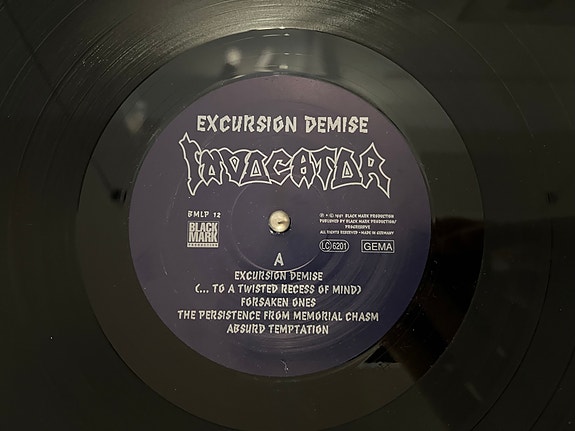 EXCURSION DEMISE
INVOCATOR
BMLP 12
BLACK
MARK
PRODUCTION
℗ + © 1991 BLACK MARK PRODUCTION
PUBLISHED BY BLACK MARK PRODUCTION/
PROGRESSIVE
ALL RIGHTS RESERVED • MADE IN GERMANY
LC 6201
GEMA
A
EXCURSION DEMISE
(... TO A TWISTED RECESS OF MIND)
FORSAKEN ONES
THE PERSISTENCE FROM MEMORIAL CHASM
ABSURD TEMPTATION